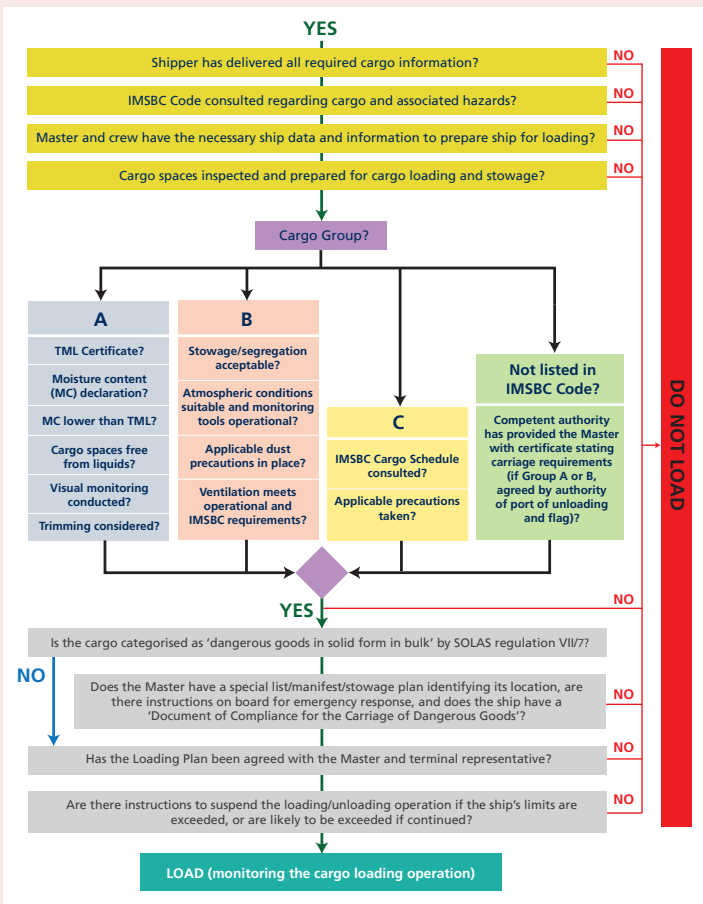 YES
Shipper has delivered all required cargo information?
NO
IMSBC Code consulted regarding cargo and associated hazards?
NO
Master and crew have the necessary ship data and information to prepare ship for loading?
NO
Cargo spaces inspected and prepared for cargo loading and stowage?
NO
Cargo Group?
A
TML Certificate?
Moisture content
(MC) declaration?
MC lower than TML?
Cargo spaces free
from liquids?
Visual monitoring
conducted?
Trimming considered?
B
Stowage/segregation
acceptable?
Atmospheric conditions
suitable and monitoring
tools operational?
Applicable dust
precautions in place?
Ventilation meets
operational and
IMSBC requirements?
C
IMSBC Cargo Schedule
consulted?
Applicable precautions
taken?
Not listed in
IMSBC Code?
Competent authority
has provided the Master
with certificate stating
carriage requirements
(if Group A or B,
agreed by authority
of port of unloading
and flag)?
DO NOT LOAD
YES
NO
Is the cargo categorised as ‘dangerous goods in solid form in bulk’ by SOLAS regulation VII/7?
NO
Does the Master have a special list/manifest/stowage plan identifying its location, are
there instructions on board for emergency response, and does the ship have a
‘Document of Compliance for the Carriage of Dangerous Goods’?
NO
Has the Loading Plan been agreed with the Master and terminal representative?
NO
Are there instructions to suspend the loading/unloading operation if the ship’s limits are
exceeded, or are likely to be exceeded if continued?
NO
LOAD (monitoring the cargo loading operation)